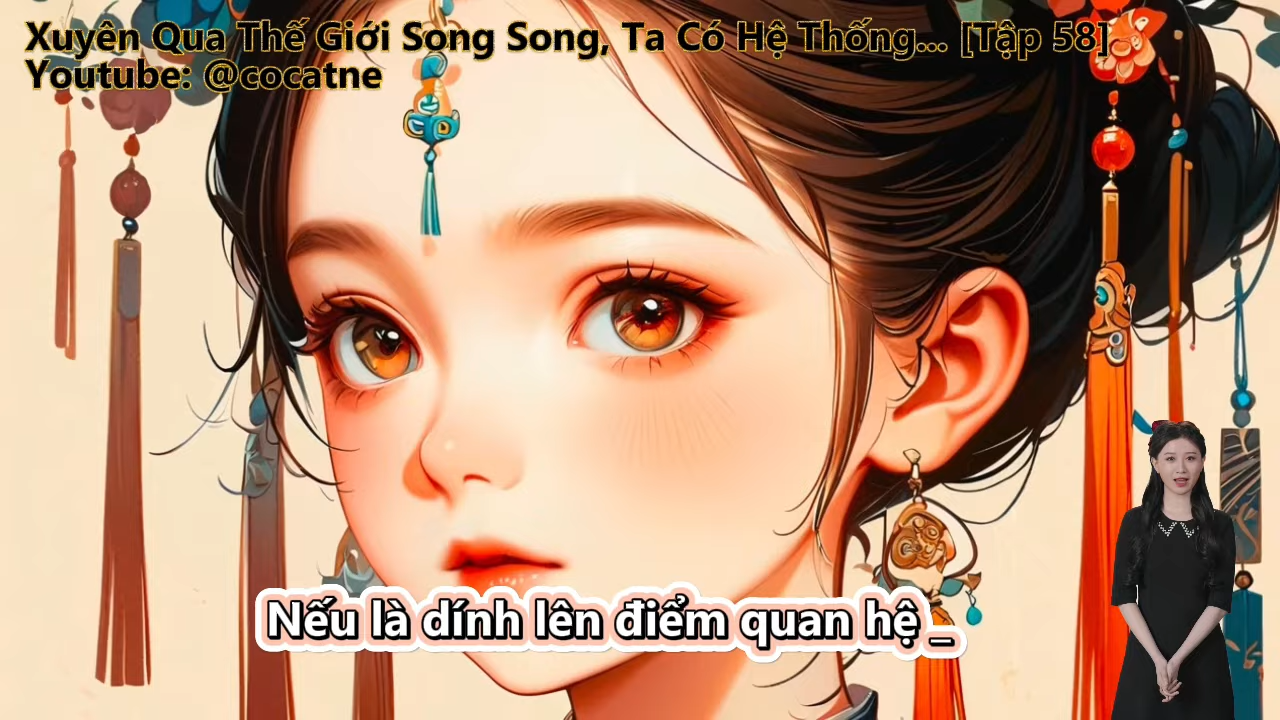 Xuyên Qua Thế Giới Song Song, Ta Có Hệ Thống... [Tập 58]
Youtube: @cocatne
Nếu là dính lên điểm quan hệ _